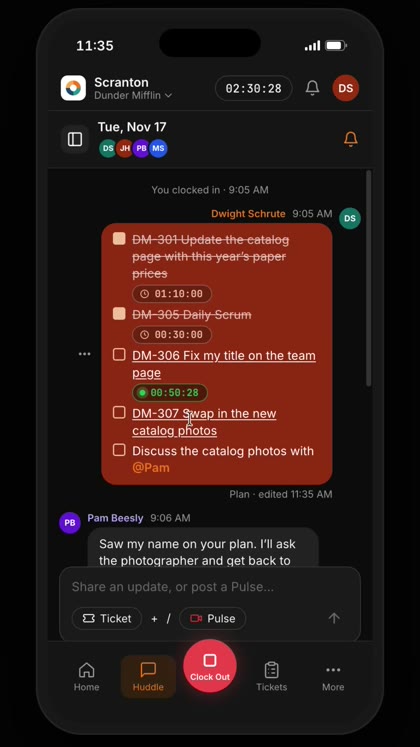 11:35
Scranton
Dunder Mifflin
02:30:28
DS
Tue, Nov 17
DS JH PB MS
You clocked in · 9:05 AM
Dwight Schrute 9:05 AM
DS
DM-301 Update the catalog
page with this year’s paper
prices
01:10:00
DM-305 Daily Scrum
00:30:00
DM-306 Fix my title on the team
page
00:50:28
DM-307 Swap in the new
catalog photos
Discuss the catalog photos with
@Pam
Plan · edited 11:35 AM
PB
Pam Beesly 9:06 AM
Saw my name on your plan. I’ll ask
the photographer and get back to
Share an update, or post a Pulse...
Ticket + / Pulse
Home
Huddle
Clock Out
Tickets
More